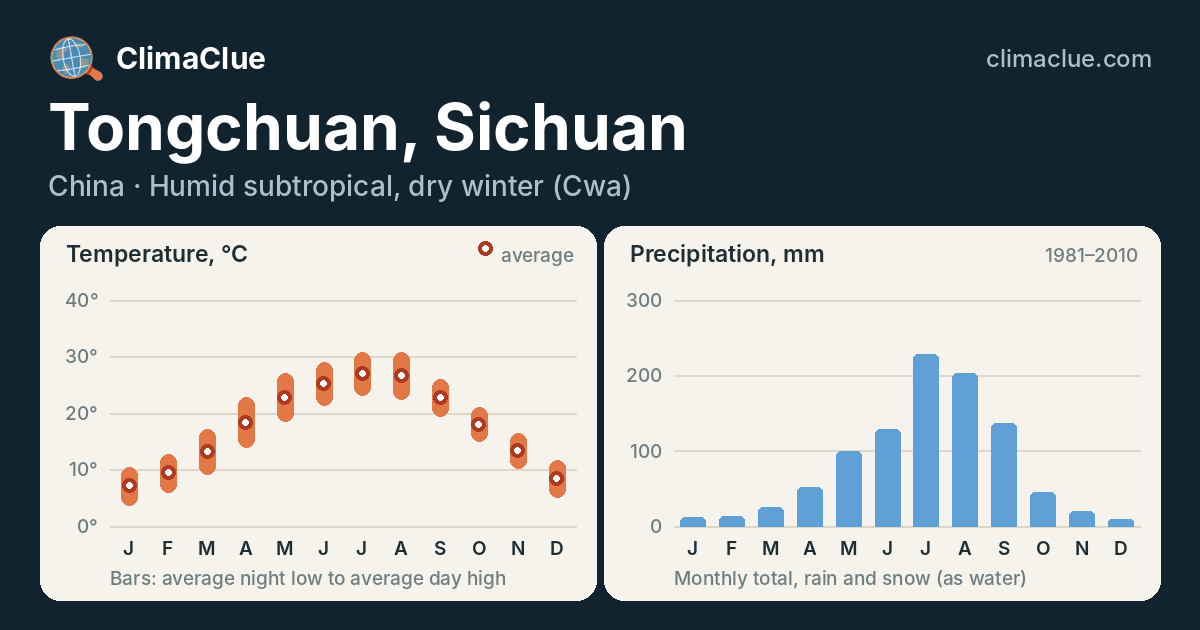 ClimaClue
climaclue.com
Tongchuan, Sichuan
China · Humid subtropical, dry winter (Cwa)
Temperature, °C
average
40°
30°
20°
10°
0°
J F M A M J J A S O N D
Bars: average night low to average day high
Precipitation, mm
1981–2010
300
200
100
0
J F M A M J J A S O N D
Monthly total, rain and snow (as water)